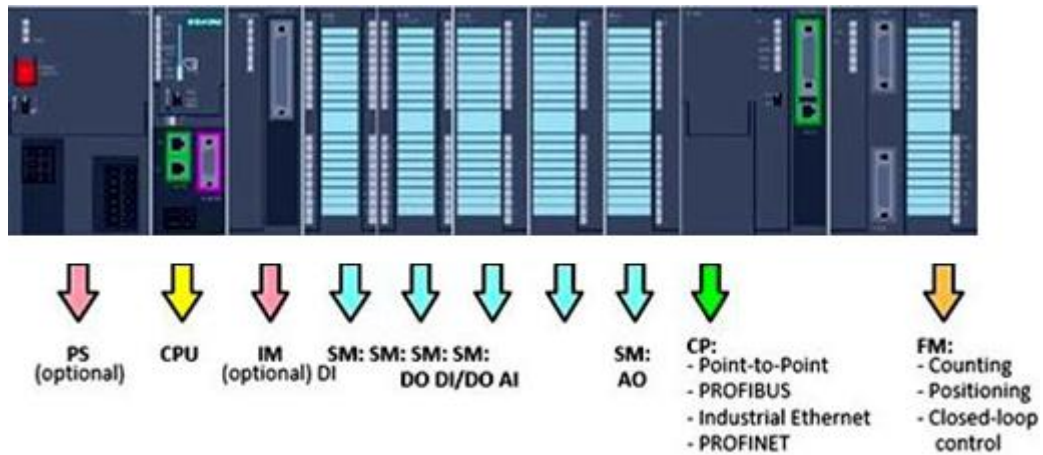 PS
(optional)
CPU
IM
(optional) DI
SM: SM: SM: SM:
DO DI/DO AI
SM:
AO
CP:
- Point-to-Point
- PROFIBUS
- Industrial Ethernet
- PROFINET
FM:
- Counting
- Positioning
- Closed-loop
control